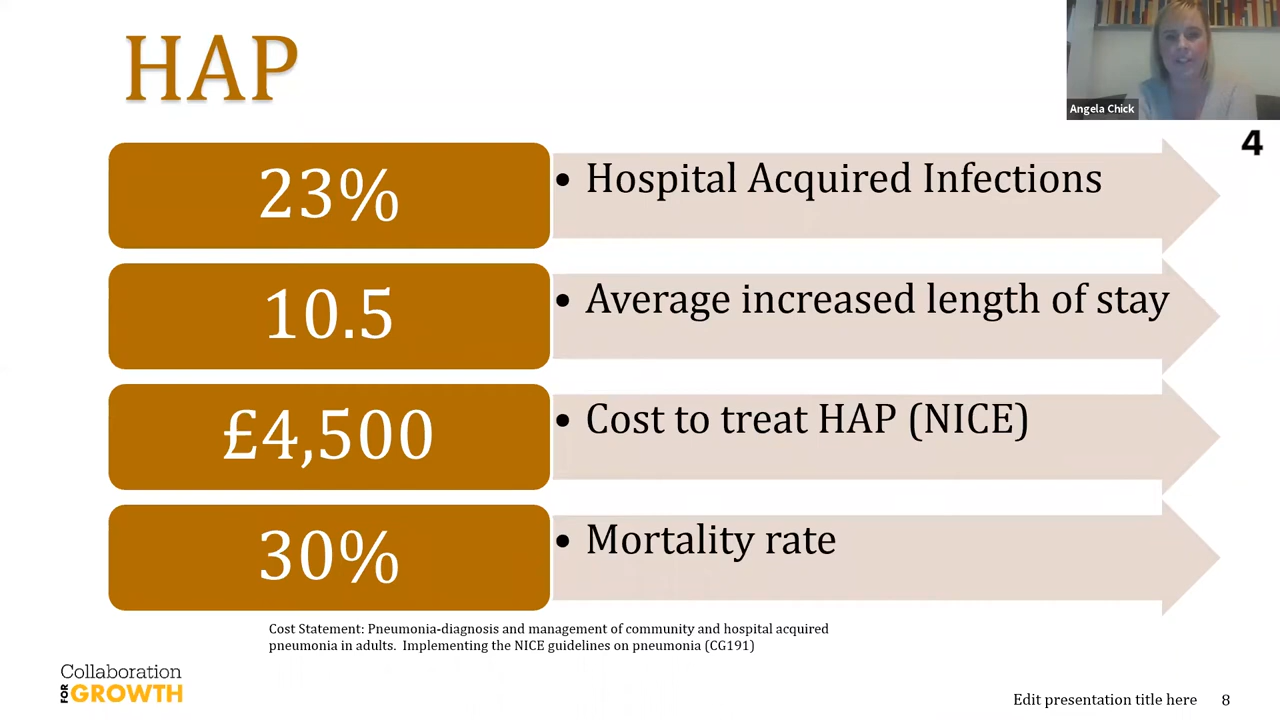 HAP
Angela Chick
4
23%
• Hospital Acquired Infections
10.5
• Average increased length of stay
£4,500
• Cost to treat HAP (NICE)
30%
• Mortality rate
Cost Statement: Pneumonia-diagnosis and management of community and hospital acquired
pneumonia in adults.  Implementing the NICE guidelines on pneumonia (CG191)
Collaboration
FOR GROWTH
Edit presentation title here 8